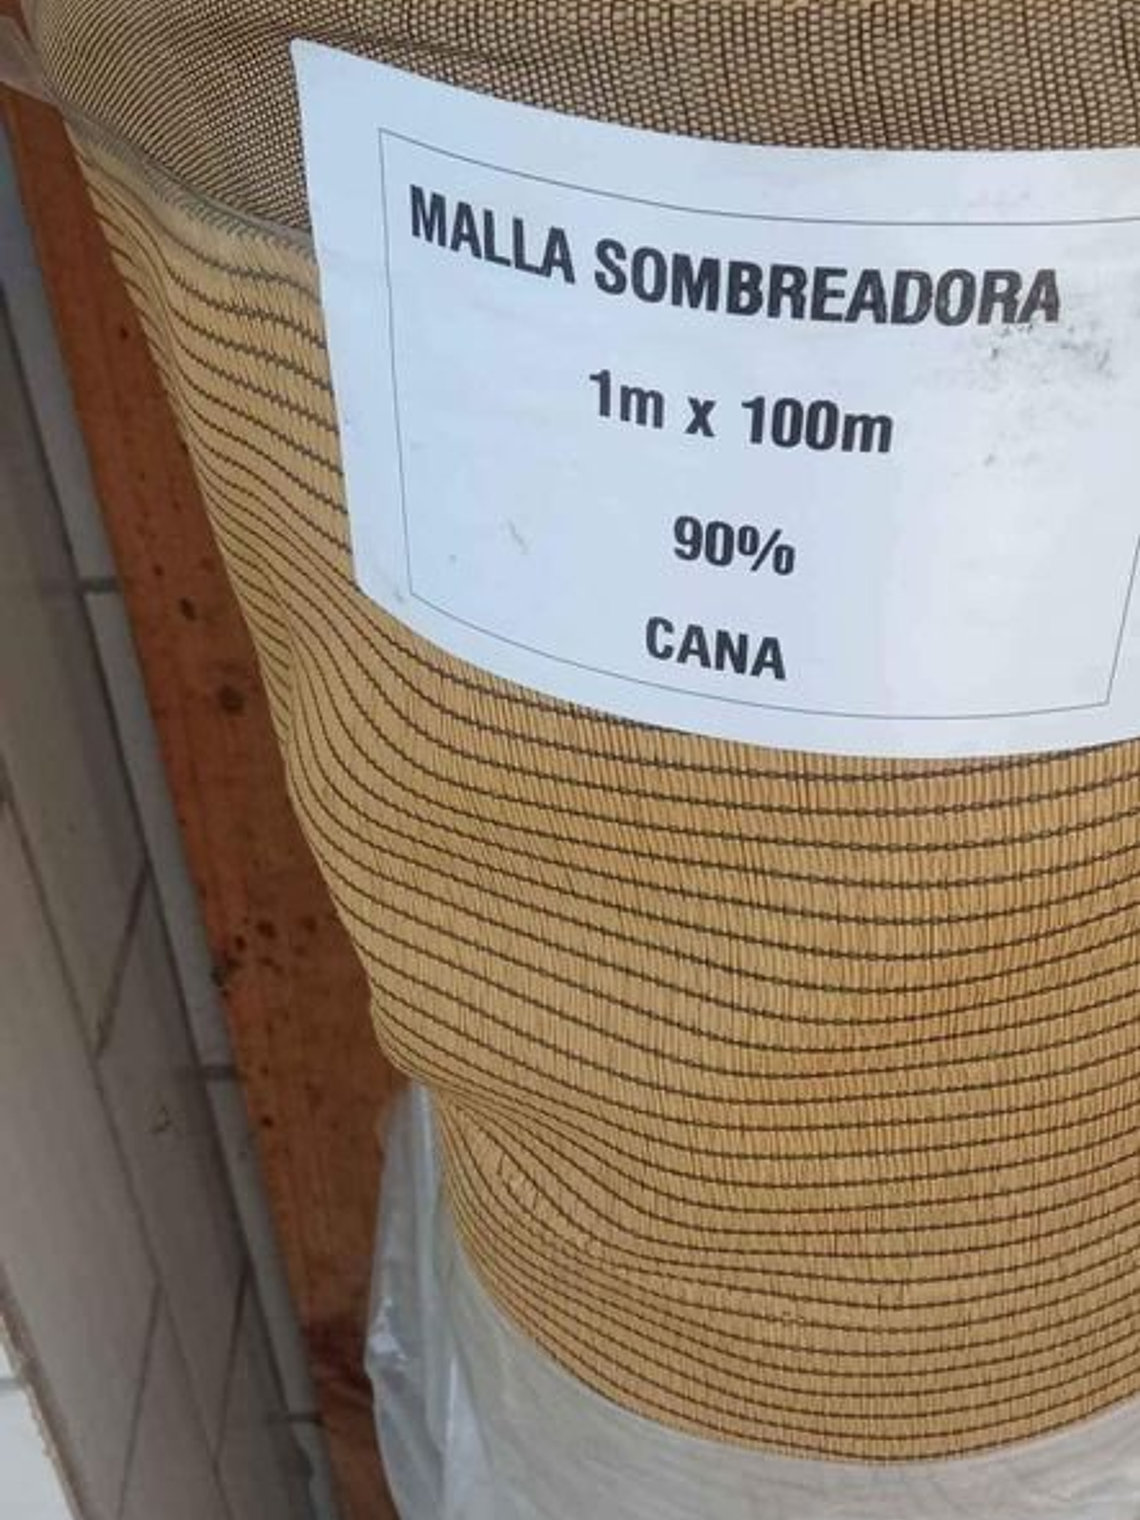 MALLA SOMBREADORA
1m x 100m
90%
CANA